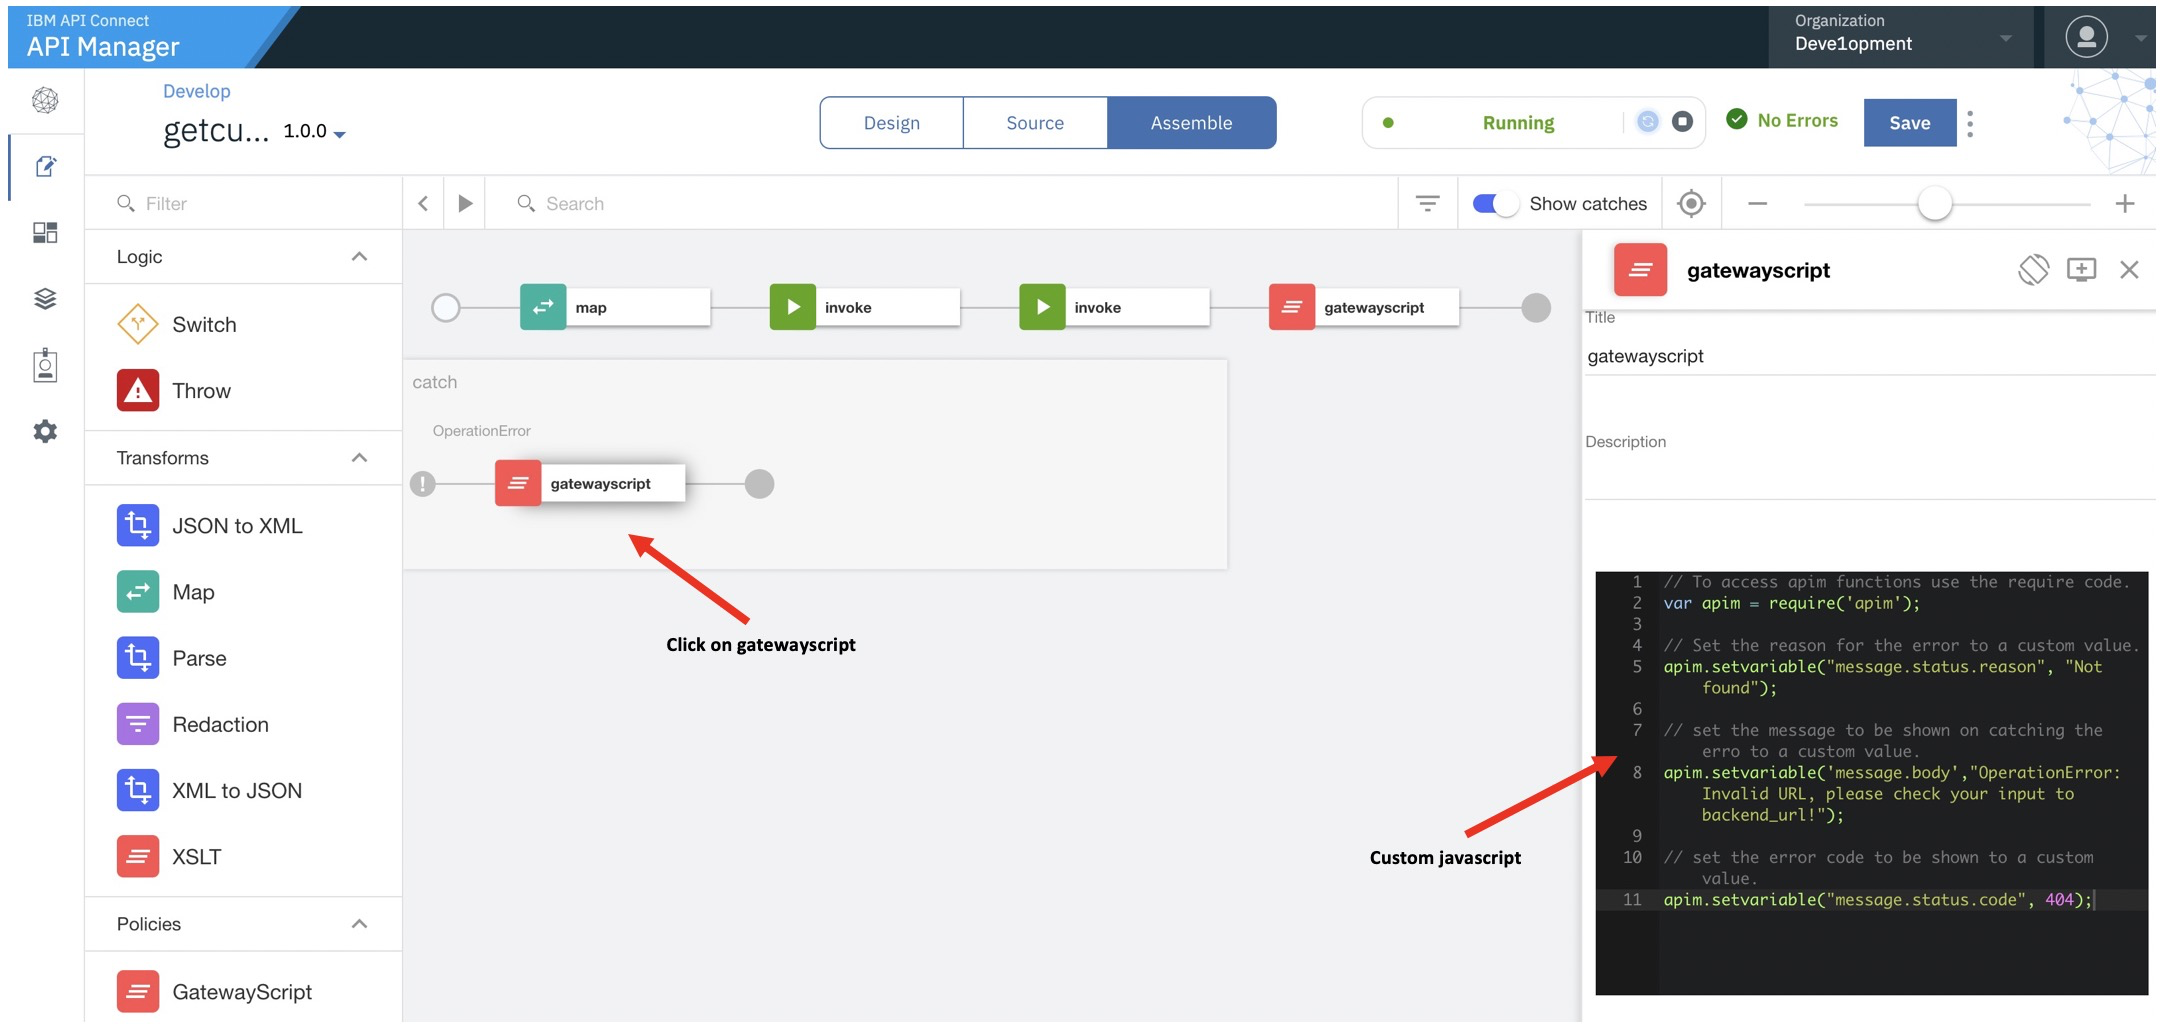 IBM API Connect
API Manager
Organization
Deve1opment
Develop
getcu... 1.0.0
Design
Source
Assemble
Running
No Errors
Save
Filter
Search
Show catches
Logic
Switch
Throw
Transforms
JSON to XML
Map
Parse
Redaction
XML to JSON
XSLT
Policies
GatewayScript
map
invoke
invoke
gatewayscript
catch
OperationError
gatewayscript
Click on gatewayscript
Custom javascript
gatewayscript
Title
gatewayscript
Description
1 // To access apim functions use the require code.
2 var apim = require('apim');
3
4 // Set the reason for the error to a custom value.
5 apim.setvariable("message.status.reason", "Not
found");
6
7 // set the message to be shown on catching the
erro to a custom value.
8 apim.setvariable('message.body',"OperationError:
Invalid URL, please check your input to
backend_url!");
9
10 // set the error code to be shown to a custom
value.
11 apim.setvariable("message.status.code", 404);